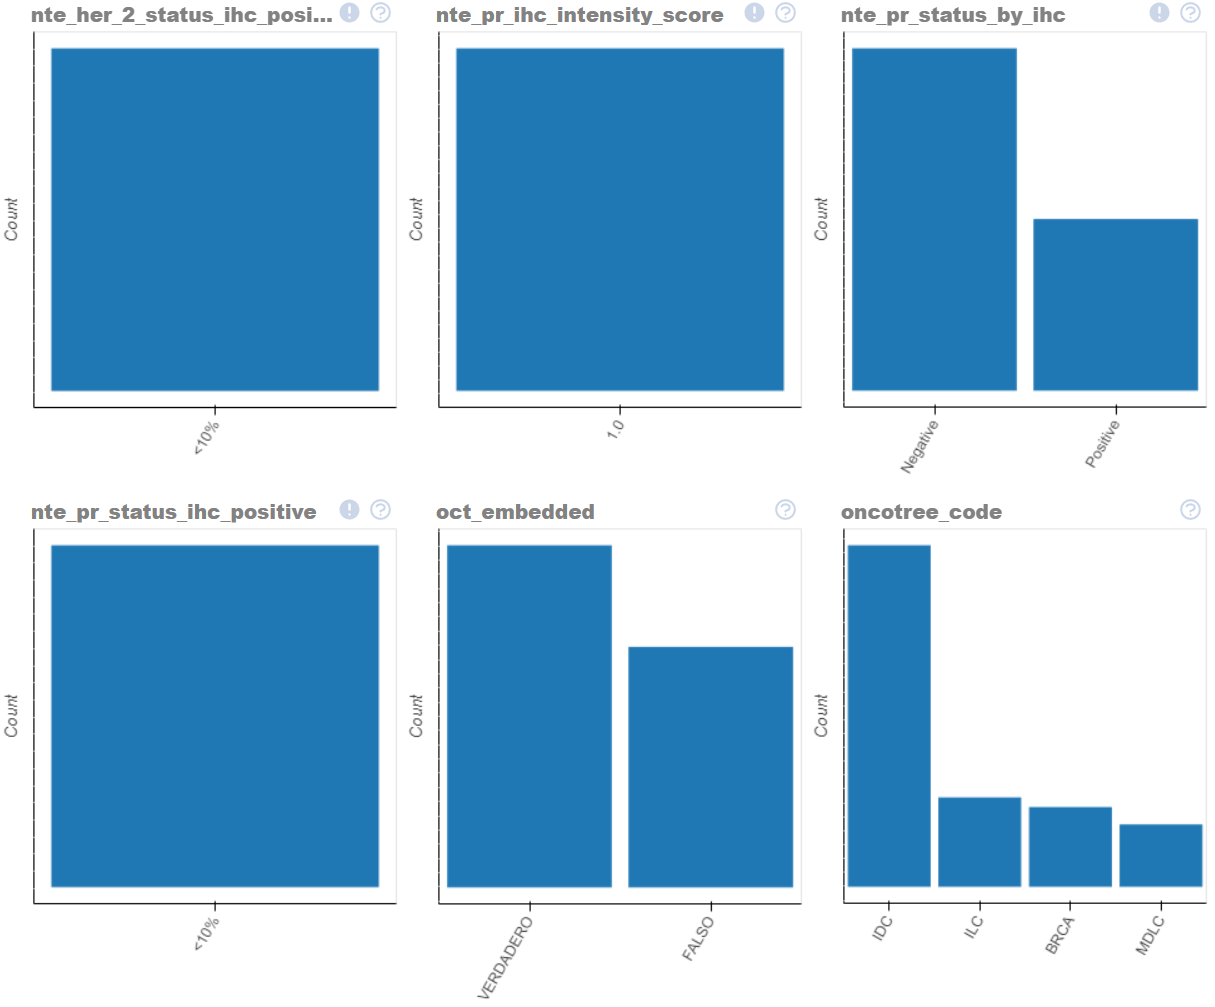 nte_her_2_status_ihc_posi... ! ?
nte_pr_ihc_intensity_score ! ?
nte_pr_status_by_ihc ! ?
Count
<10%
Count
1.0
Count
Negative
Positive
nte_pr_status_ihc_positive ! ?
oct_embedded ?
oncotree_code ?
Count
<10%
Count
VERDADERO
FALSO
Count
IDC
ILC
BRCA
MDLC